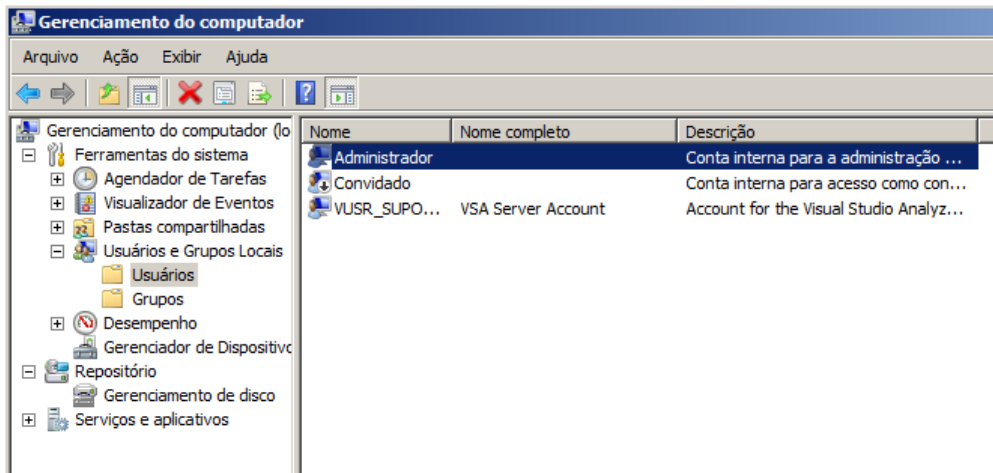 Gerenciamento do computador
Arquivo Ação Exibir Ajuda
Gerenciamento do computador (lo
Ferramentas do sistema
Agendador de Tarefas
Visualizador de Eventos
Pastas compartilhadas
Usuários e Grupos Locais
Usuários
Grupos
Desempenho
Gerenciador de Dispositivo
Repositório
Gerenciamento de disco
Serviços e aplicativos
Nome Nome completo Descrição
Administrador Conta interna para a administração ...
Convidado Conta interna para acesso como con...
VUSR_SUPO... VSA Server Account Account for the Visual Studio Analyz...